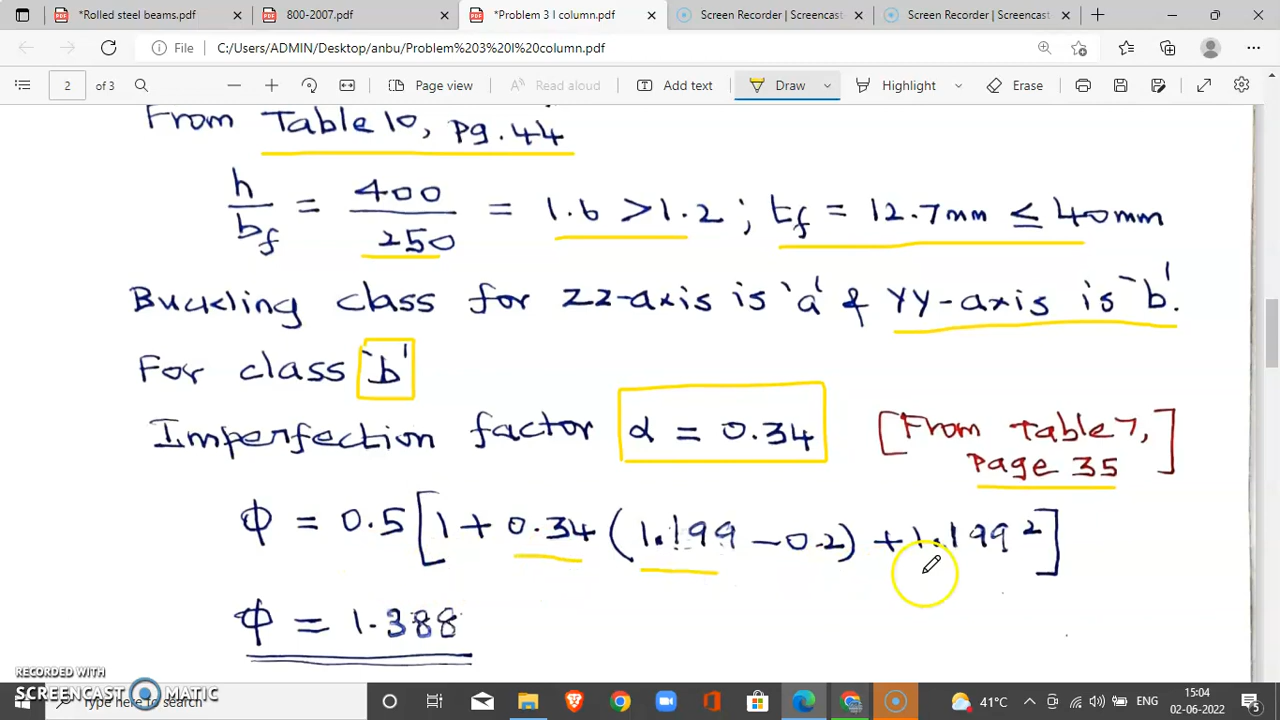 *Rolled steel beams.pdf
800-2007.pdf
*Problem 3 I column.pdf
Screen Recorder | Screencast
Screen Recorder | Screencast
File C:/Users/ADMIN/Desktop/anbu/Problem%203%20I%20column.pdf
2 of 3
Page view
Read aloud
Add text
Draw
Highlight
Erase
From Table 10, Pg. 44
h/bf = 400/250 = 1.6 > 1.2 ; tf = 12.7mm ≤ 40mm
Buckling class for ZZ-axis is 'a' & YY-axis is 'b'.
For class 'b'
Imperfection factor α = 0.34 [From Table 7, Page 35]
Φ = 0.5 [1 + 0.34 (1.199 - 0.2) + 1.199²]
Φ = 1.388
RECORDED WITH
SCREENCAST MATIC
Type here to search
41°C
ENG
15:04
02-06-2022
5